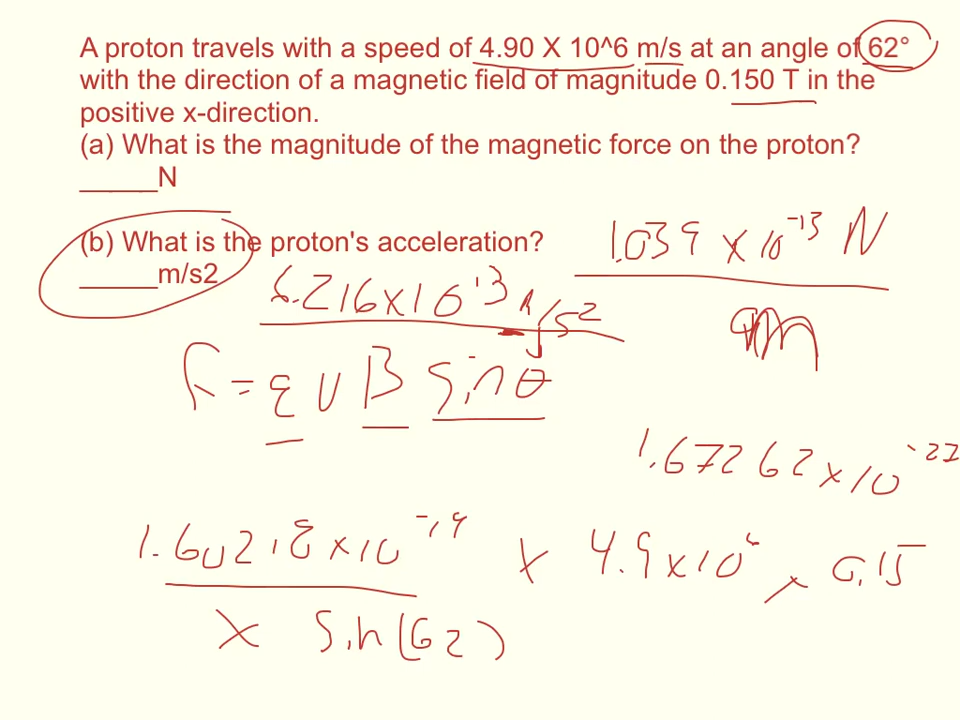 A proton travels with a speed of 4.90 X 10^6 m/s at an angle of 62°
with the direction of a magnetic field of magnitude 0.150 T in the
positive x-direction.
(a) What is the magnitude of the magnetic force on the proton?
_____N
(b) What is the proton's acceleration?
_____m/s2
1.039 x 10^-13 N
m
6.216x10^13 m/s^2
F = q v B sin θ
1.67262 x 10^-27
1.60218 x 10^-19 x 4.9 x 10^6 x 0.15
x sin(62)